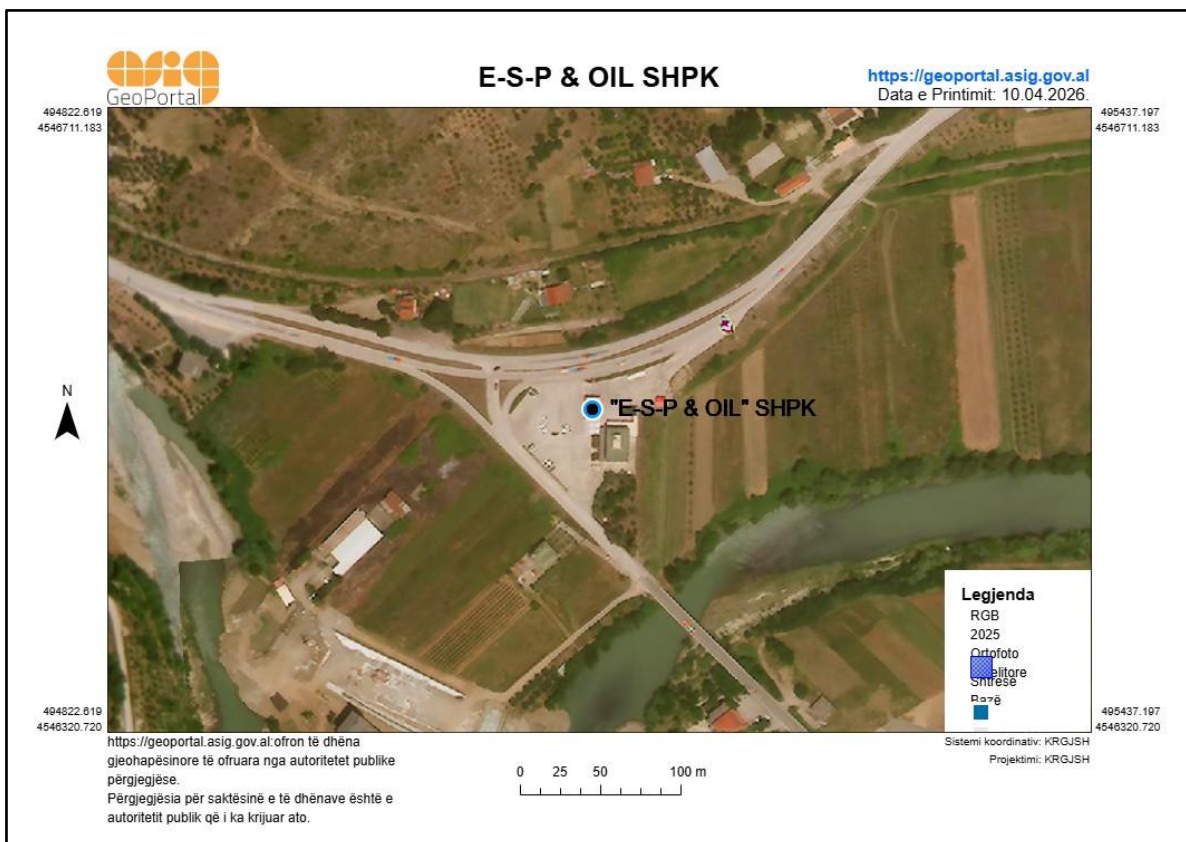 asig
GeoPortal
E-S-P & OIL SHPK
https://geoportal.asig.gov.al
Data e Printimit: 10.04.2026.
494822.619
4546711.183
495437.197
4546711.183
N
"E-S-P & OIL" SHPK
Legjenda
RGB
2025
Ortofoto
Shtresë
Bazë
494822.619
4546320.720
495437.197
4546320.720
https://geoportal.asig.gov.al:ofron të dhëna
gjeohapësinore të ofruara nga autoritetet publike
përgjegjëse.
Përgjegjësia për saktësinë e të dhënave është e
autoritetit publik që i ka krijuar ato.
0 25 50 100 m
Sistemi koordinativ: KRGJSH
Projektimi: KRGJSH